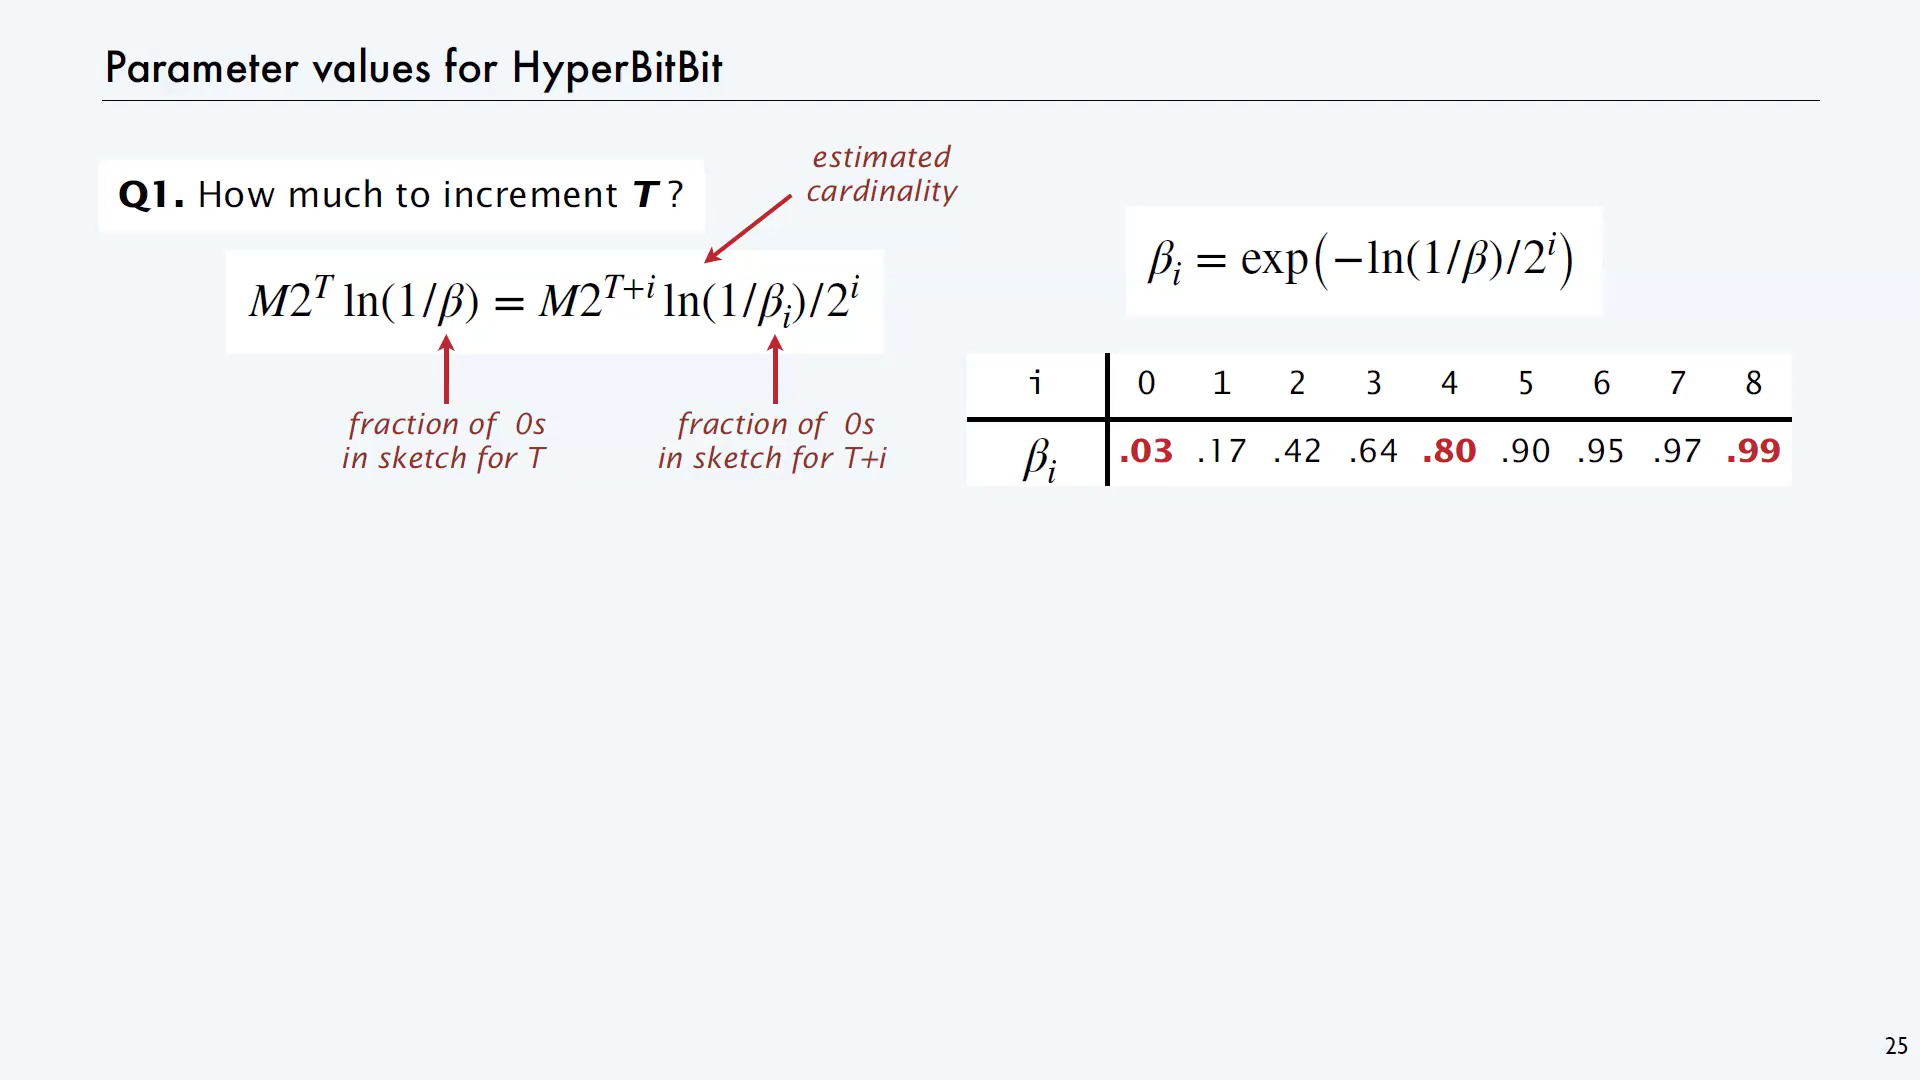 Parameter values for HyperBitBit
Q1. How much to increment T ?
estimated
cardinality
M2^T ln(1/β) = M2^{T+i} ln(1/β_i)/2^i
fraction of 0s
in sketch for T
fraction of 0s
in sketch for T+i
β_i = exp(−ln(1/β)/2^i)
i 0 1 2 3 4 5 6 7 8
β_i .03 .17 .42 .64 .80 .90 .95 .97 .99
25